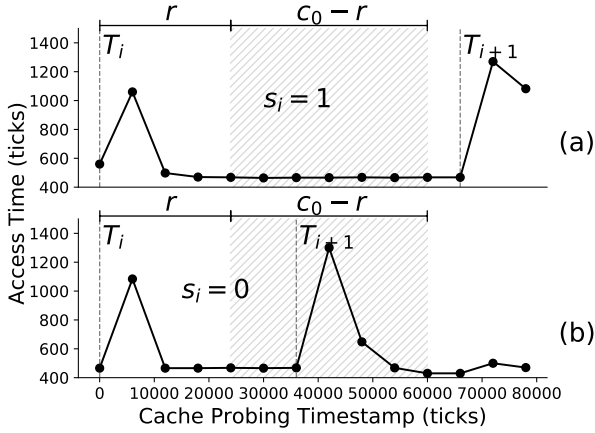 r c₀ − r
1400 Tᵢ Tᵢ₊₁
1200
1000 sᵢ = 1
800
600
400
(a)
r c₀ − r
1400 Tᵢ Tᵢ₊₁
1200
1000 sᵢ = 0
800
600
400
(b)
0 10000 20000 30000 40000 50000 60000 70000 80000
Cache Probing Timestamp (ticks)
Access Time (ticks)